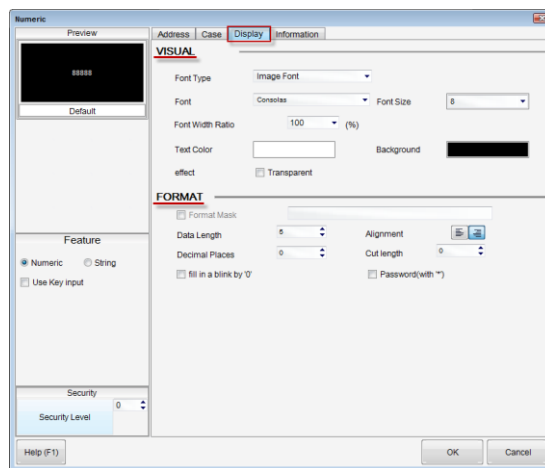 Numeric
Preview
88888
Default
Address Case Display Information
VISUAL
Font Type Image Font
Font Consolas Font Size 8
Font Width Ratio 100 (%)
Text Color Background
effect Transparent
FORMAT
Format Mask
Data Length 5 Alignment
Decimal Places 0 Cut length 0
fill in a blink by '0' Password(with '*')
Feature
Numeric String
Use Key input
Security
Security Level 0
Help (F1) OK Cancel